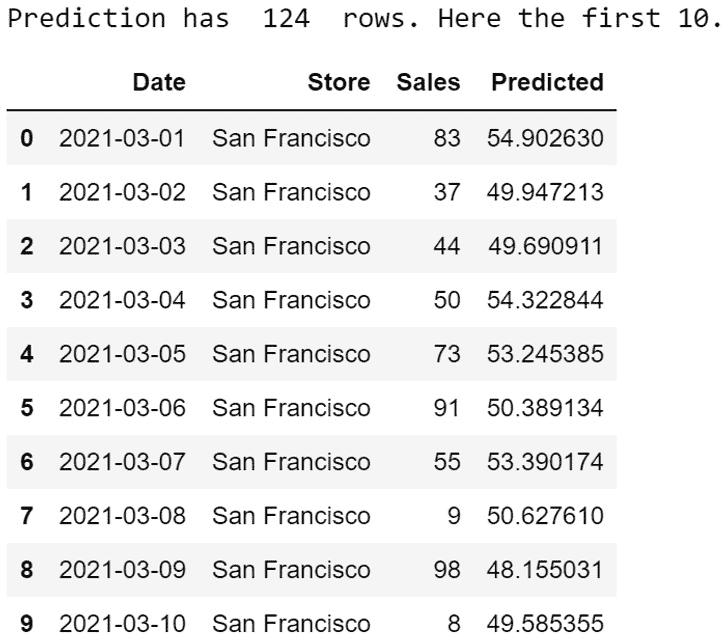 Prediction has  124  rows. Here the first 10.
Date Store Sales Predicted
0 2021-03-01 San Francisco 83 54.902630
1 2021-03-02 San Francisco 37 49.947213
2 2021-03-03 San Francisco 44 49.690911
3 2021-03-04 San Francisco 50 54.322844
4 2021-03-05 San Francisco 73 53.245385
5 2021-03-06 San Francisco 91 50.389134
6 2021-03-07 San Francisco 55 53.390174
7 2021-03-08 San Francisco 9 50.627610
8 2021-03-09 San Francisco 98 48.155031
9 2021-03-10 San Francisco 8 49.585355